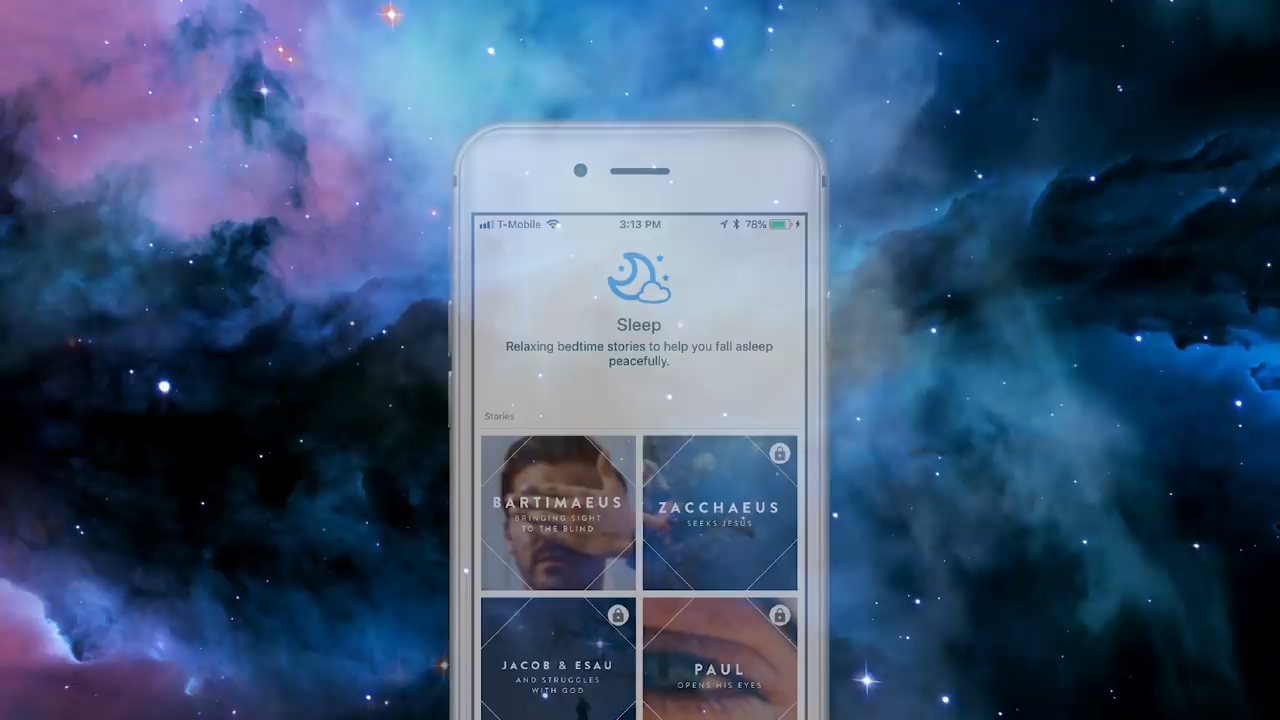 T-Mobile 3:13 PM 78%
Sleep
Relaxing bedtime stories to help you fall asleep
peacefully.
Stories
BARTIMAEUS
BRINGING SIGHT
TO THE BLIND
ZACCHAEUS
SEEKS JESUS
JACOB & ESAU
AND STRUGGLES
WITH GOD
PAUL
OPENS HIS EYES